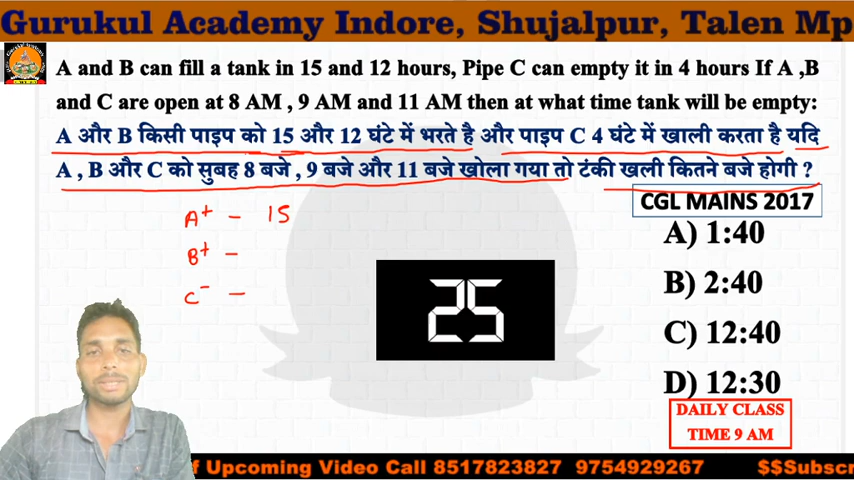 Gurukul Academy Indore, Shujalpur, Talen Mp
A and B can fill a tank in 15 and 12 hours, Pipe C can empty it in 4 hours If A ,B
and C are open at 8 AM , 9 AM and 11 AM then at what time tank will be empty:
A और B किसी पाइप को 15 और 12 घंटे में भरते है और पाइप C 4 घंटे में खाली करता है यदि
A , B और C को सुबह 8 बजे , 9 बजे और 11 बजे खोला गया तो टंकी खली कितने बजे होगी ?
CGL MAINS 2017
A+ – 15
B+ –
C- –
25
A) 1:40
B) 2:40
C) 12:40
D) 12:30
DAILY CLASS
TIME 9 AM
f Upcoming Video Call 8517823827 9754929267 $$Subscr